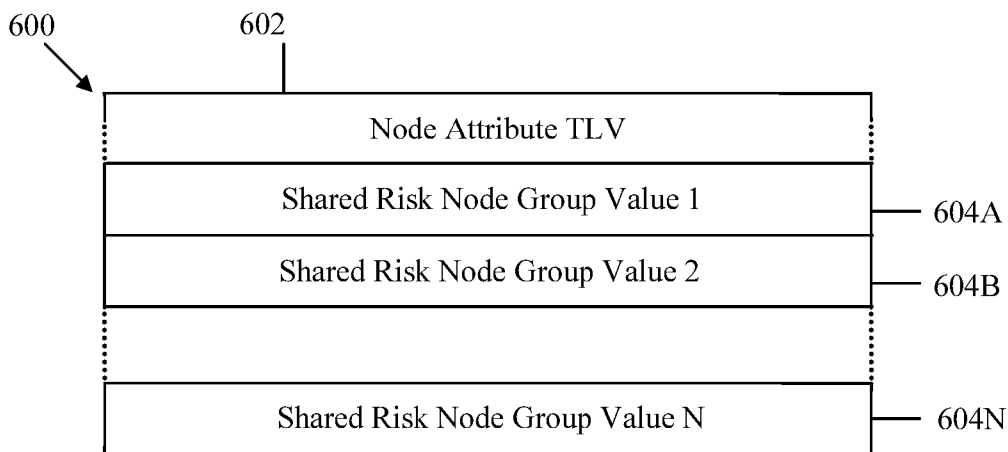 600
602
Node Attribute TLV
Shared Risk Node Group Value 1
604A
Shared Risk Node Group Value 2
604B
Shared Risk Node Group Value N
604N